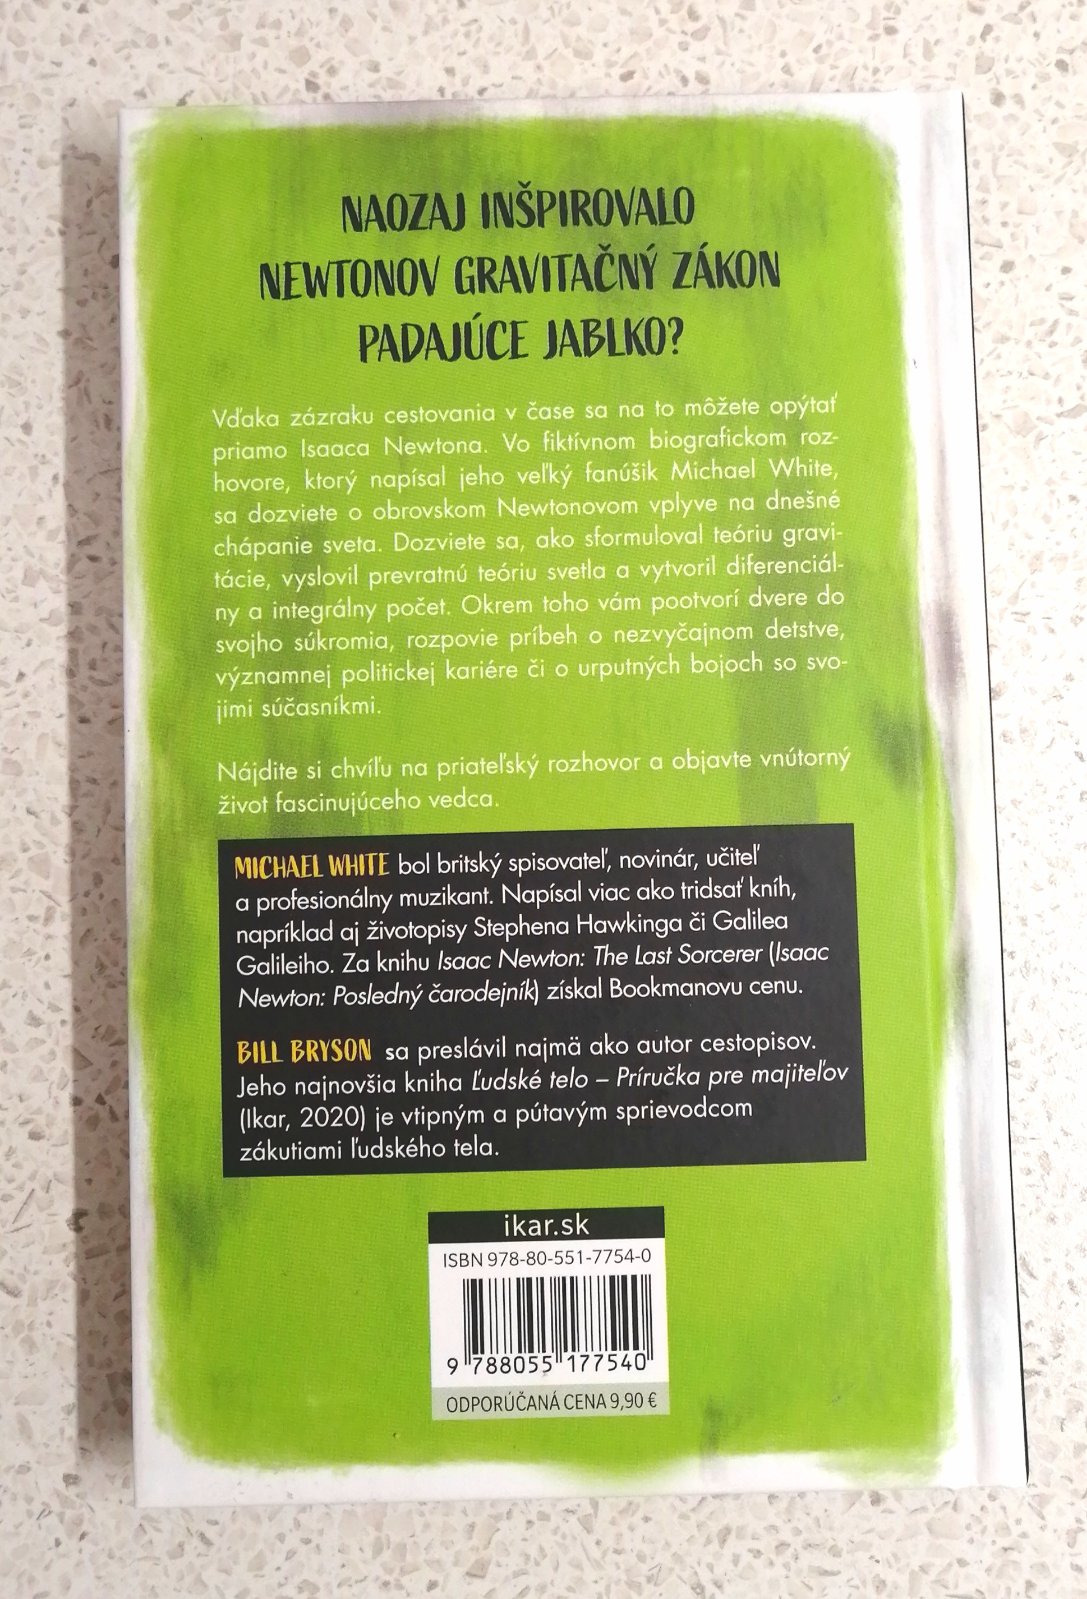 NAOZAJ INŠPIROVALO
NEWTONOV GRAVITAČNÝ ZÁKON
PADAJÚCE JABLKO?
Vďaka zázraku cestovania v čase sa na to môžete opýtať
priamo Isaaca Newtona. Vo fiktívnom biografickom roz-
hovore, ktorý napísal jeho veľký fanúšik Michael White,
sa dozviete o obrovskom Newtonovom vplyve na dnešné
chápanie sveta. Dozviete sa, ako sformuloval teóriu gravi-
tácie, vyslovil prevratnú teóriu svetla a vytvoril diferenciál-
ny a integrálny počet. Okrem toho vám pootvorí dvere do
svojho súkromia, rozpovie príbeh o nezvyčajnom detstve,
významnej politickej kariére či o urputných bojoch so svo-
jimi súčasníkmi.
Nájdite si chvíľu na priateľský rozhovor a objavte vnútorný
život fascinujúceho vedca.
MICHAEL WHITE bol britský spisovateľ, novinár, učiteľ
a profesionálny muzikant. Napísal viac ako tridsať kníh,
napríklad aj životopisy Stephena Hawkinga či Galilea
Galileiho. Za knihu Isaac Newton: The Last Sorcerer (Isaac
Newton: Posledný čarodejník) získal Bookmanovu cenu.
BILL BRYSON sa preslávil najmä ako autor cestopisov.
Jeho najnovšia kniha Ľudské telo – Príručka pre majiteľov
(Ikar, 2020) je vtipným a pútavým sprievodcom
zákutiami ľudského tela.
ikar.sk
ISBN 978-80-551-7754-0
9 788055 177540
ODPORÚČANÁ CENA 9,90 €